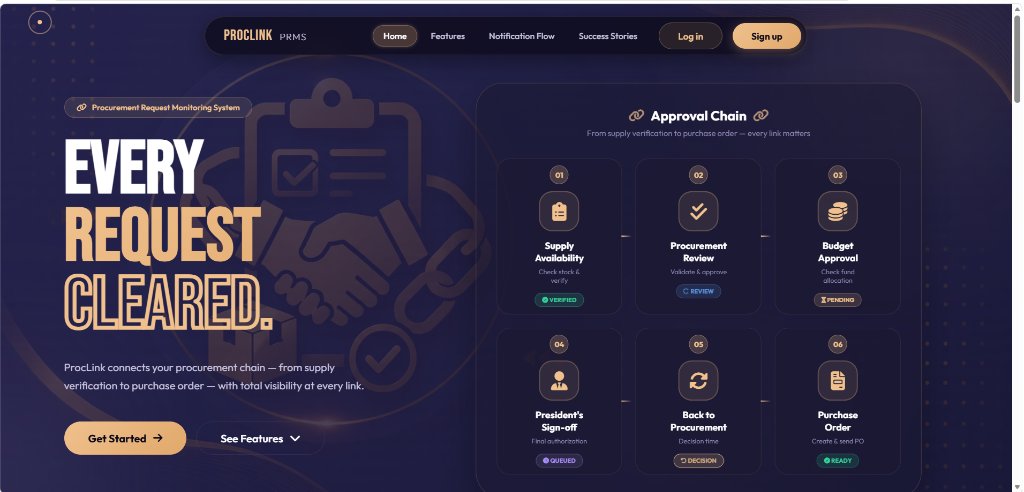 PROCLINK PRMS
Home
Features
Notification Flow
Success Stories
Log in
Sign up
Procurement Request Monitoring System
EVERY
REQUEST
CLEARED.
ProcLink connects your procurement chain — from supply
verification to purchase order — with total visibility at every link.
Get Started
See Features
Approval Chain
From supply verification to purchase order — every link matters
01
Supply
Availability
Check stock &
verify
VERIFIED
02
Procurement
Review
Validate & approve
REVIEW
03
Budget
Approval
Check fund
allocation
PENDING
04
President's
Sign-off
Final authorization
QUEUED
05
Back to
Procurement
Decision time
DECISION
06
Purchase
Order
Create & send PO
READY